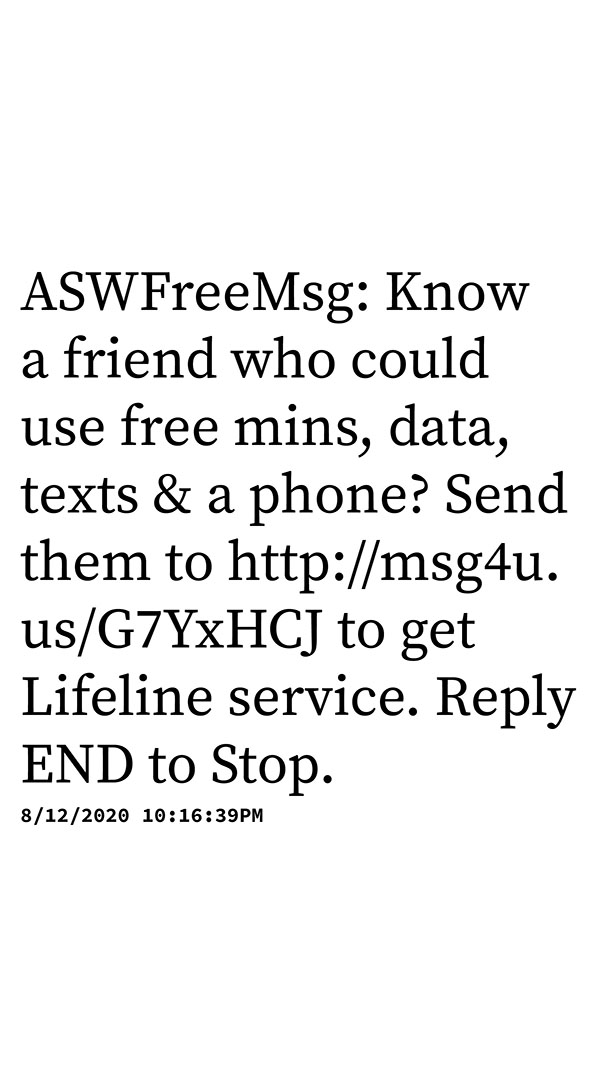 ASWFreeMsg: Know
a friend who could
use free mins, data,
texts & a phone? Send
them to http://msg4u.
us/G7YxHCJ to get
Lifeline service. Reply
END to Stop.
8/12/2020 10:16:39PM